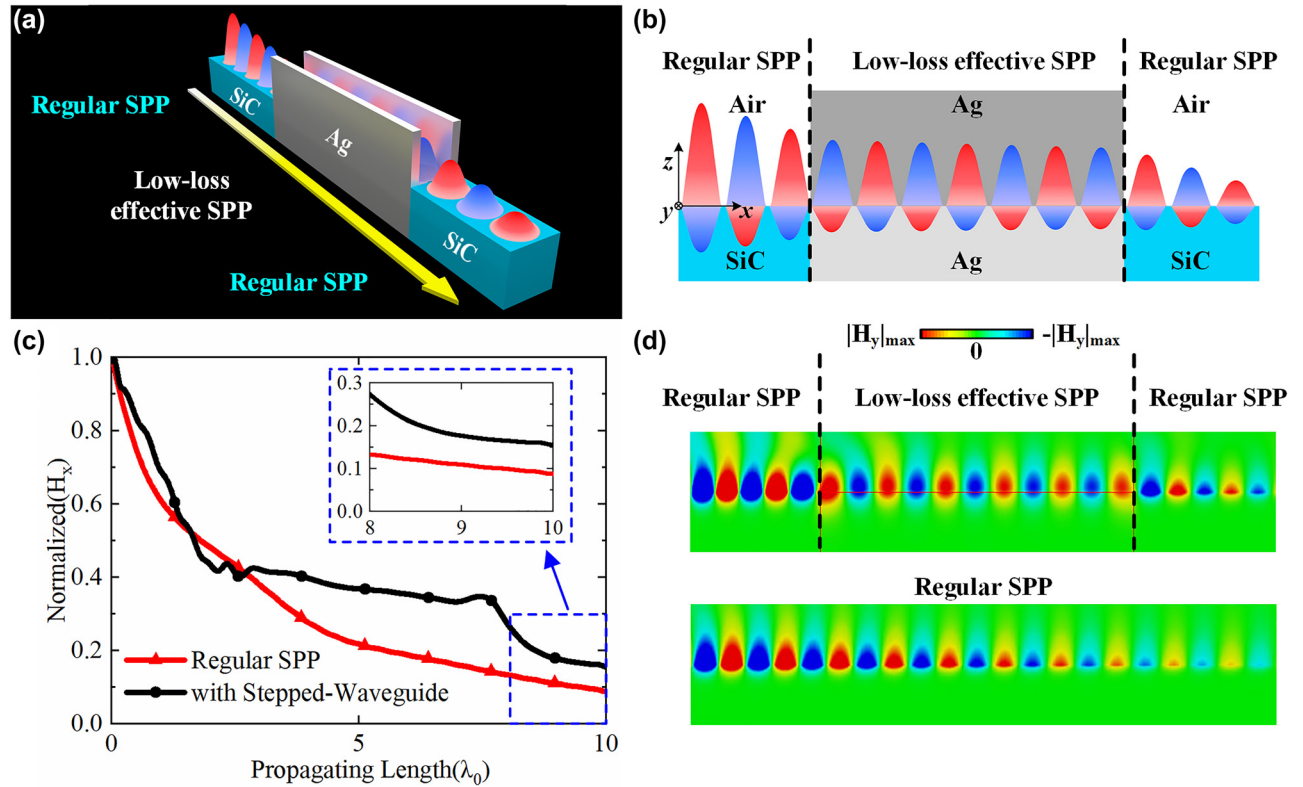 (a)
SiC
Regular SPP
Ag
Low-loss
effective SPP
SiC
Regular SPP
(b)
Regular SPP Low-loss effective SPP Regular SPP
Air Ag Air
z
y x
SiC Ag SiC
(c)
Normalized(Hx)
1.0
0.8
0.6
0.4
0.2
0.0
0 5 10
Propagating Length(λ0)
0.3
0.2
0.1
0.0
8 9 10
Regular SPP
with Stepped-Waveguide
(d)
|Hy|max -|Hy|max
0
Regular SPP Low-loss effective SPP Regular SPP
Regular SPP